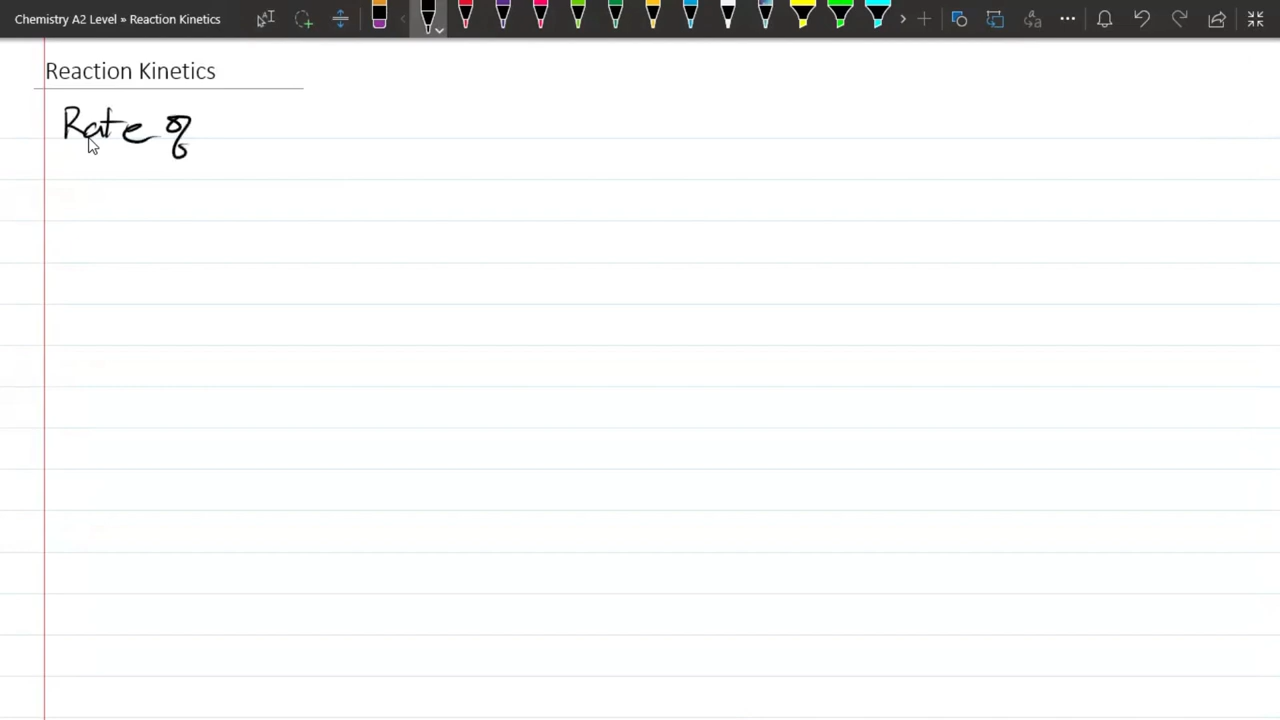 Chemistry A2 Level » Reaction Kinetics
Reaction Kinetics
Rate of